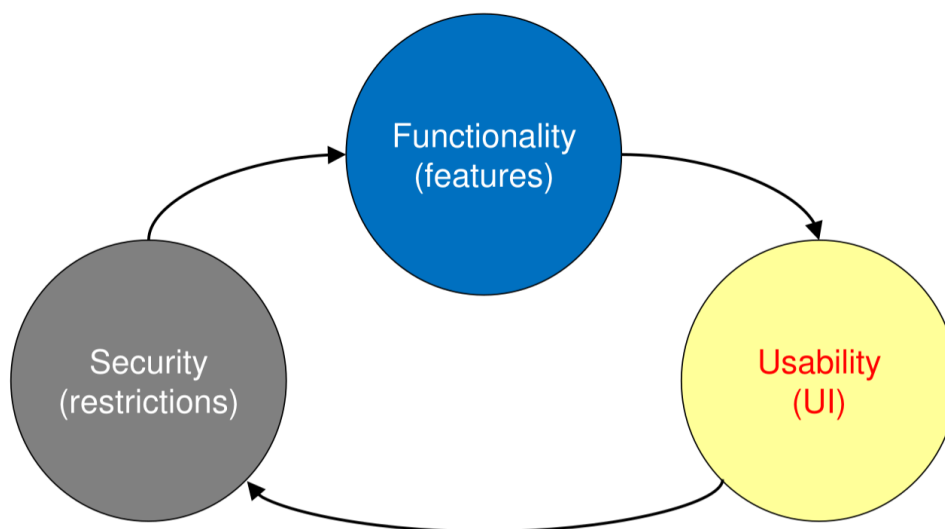 Functionality
(features)
Security
(restrictions)
Usability
(UI)